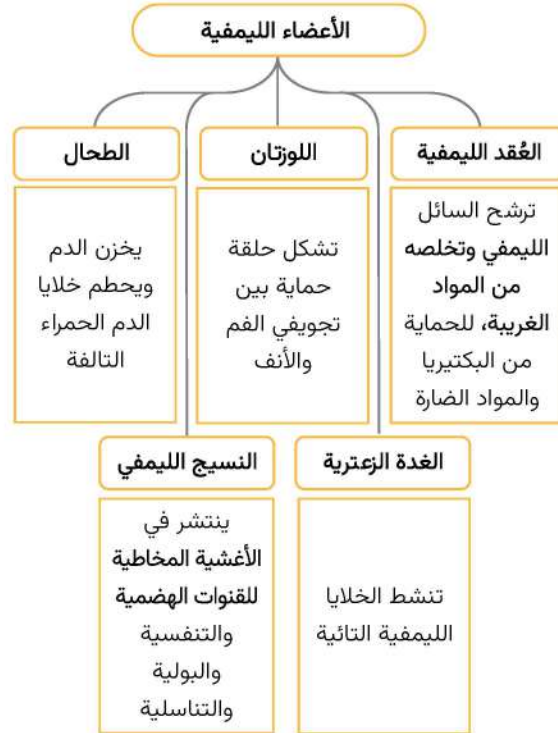 الأعضاء الليمفية
العُقد الليمفية
ترشح السائل
الليمفي وتخلصه
من المواد
الغريبة، للحماية
من البكتيريا
والمواد الضارة
اللوزتان
تشكل حلقة
حماية بين
تجويفي الفم
والأنف
الطحال
يخزن الدم
ويحطم خلايا
الدم الحمراء
التالفة
الغدة الزعترية
تنشط الخلايا
الليمفية التائية
النسيج الليمفي
ينتشر في
الأغشية المخاطية
للقنوات الهضمية
والتنفسية
والبولية
والتناسلية